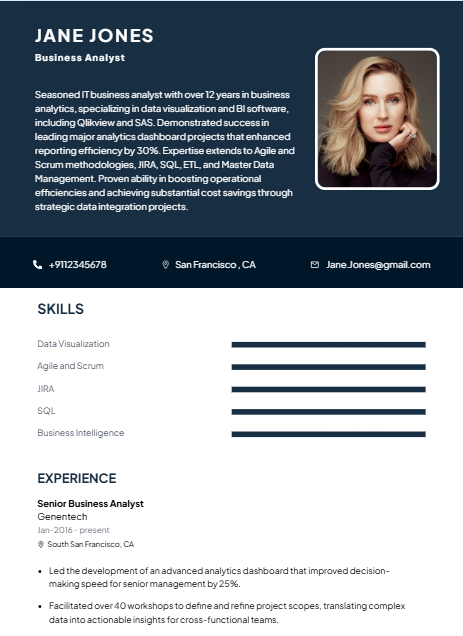 JANE JONES
Business Analyst
Seasoned IT business analyst with over 12 years in business
analytics, specializing in data visualization and BI software,
including Qlikview and SAS. Demonstrated success in
leading major analytics dashboard projects that enhanced
reporting efficiency by 30%. Expertise extends to Agile and
Scrum methodologies, JIRA, SQL, ETL, and Master Data
Management. Proven ability in boosting operational
efficiencies and achieving substantial cost savings through
strategic data integration projects.
+9112345678
San Francisco , CA
Jane.Jones@gmail.com
SKILLS
Data Visualization
Agile and Scrum
JIRA
SQL
Business Intelligence
EXPERIENCE
Senior Business Analyst
Genentech
Jan-2016 - present
South San Francisco, CA
• Led the development of an advanced analytics dashboard that improved decision-
making speed for senior management by 25%.
• Facilitated over 40 workshops to define and refine project scopes, translating complex
data into actionable insights for cross-functional teams.